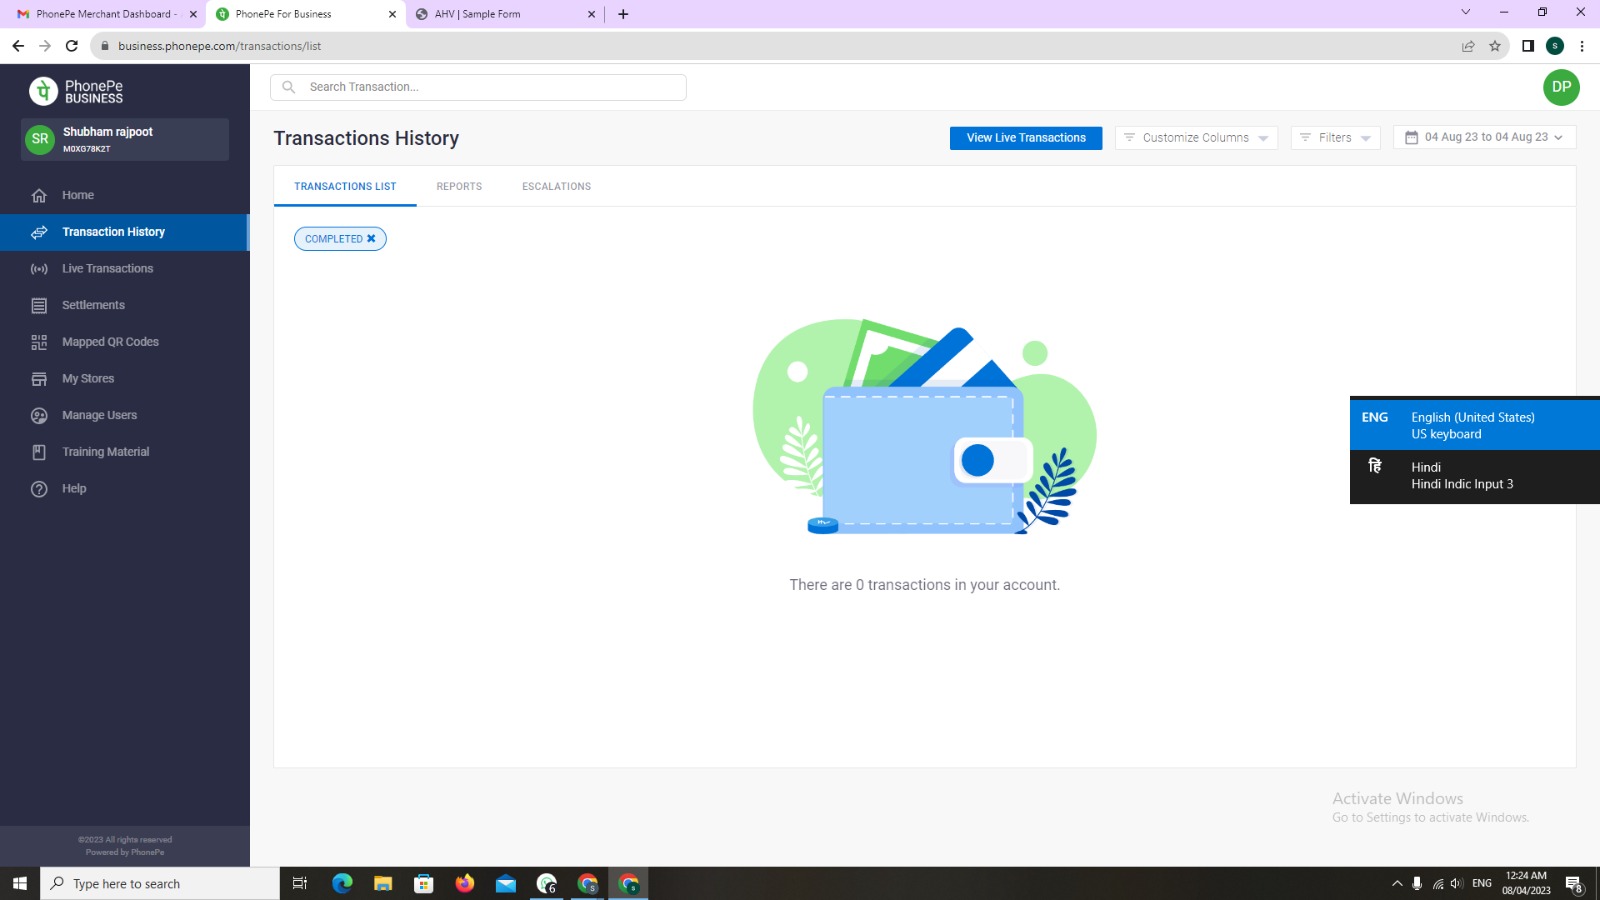 PhonePe Merchant Dashboard -
PhonePe For Business
AHV | Sample Form
business.phonepe.com/transactions/list
PhonePe
BUSINESS
Search Transaction...
DP
SR
Shubham rajpoot
M0XG78K2T
Transactions History
View Live Transactions
Customize Columns
Filters
04 Aug 23 to 04 Aug 23
TRANSACTIONS LIST
REPORTS
ESCALATIONS
COMPLETED
Home
Transaction History
Live Transactions
Settlements
Mapped QR Codes
My Stores
Manage Users
Training Material
Help
There are 0 transactions in your account.
ENG
English (United States)
US keyboard
हि
Hindi
Hindi Indic Input 3
Activate Windows
Go to Settings to activate Windows.
©2023 All rights reserved
Powered by PhonePe
Type here to search
6
ENG
12:24 AM
08/04/2023
8